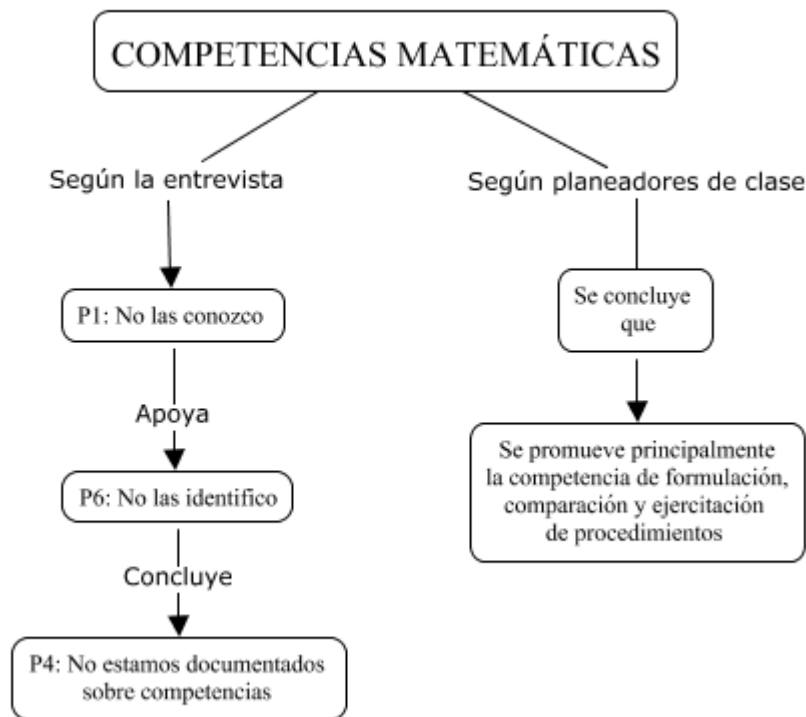 COMPETENCIAS MATEMÁTICAS
Según la entrevista
P1: No las conozco
Apoya
P6: No las identifico
Concluye
P4: No estamos documentados
sobre competencias
Según planeadores de clase
Se concluye
que
Se promueve principalmente
la competencia de formulación,
comparación y ejercitación
de procedimientos